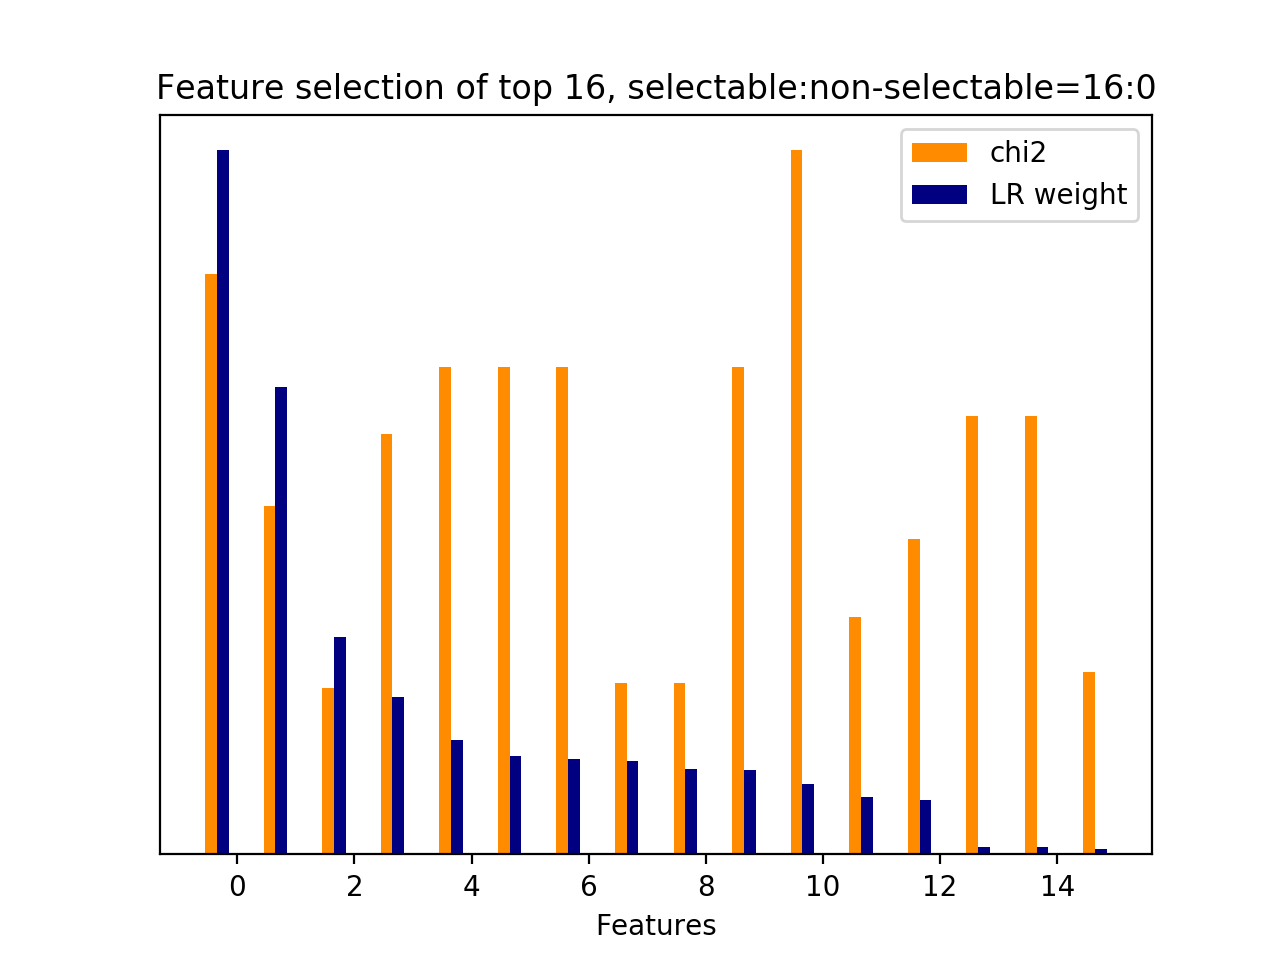 Feature selection of top 16, selectable:non-selectable=16:0
chi2
LR weight
0 2 4 6 8 10 12 14
Features